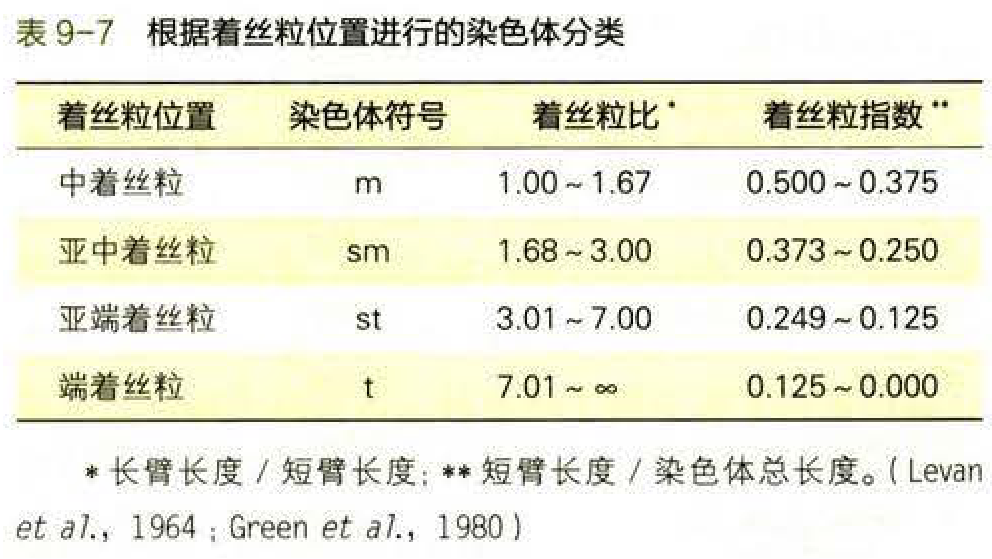 表 9-7 根据着丝粒位置进行的染色体分类
着丝粒位置 染色体符号 着丝粒比* 着丝粒指数**
中着丝粒 m 1.00 ~ 1.67 0.500 ~ 0.375
亚中着丝粒 sm 1.68 ~ 3.00 0.373 ~ 0.250
亚端着丝粒 st 3.01 ~ 7.00 0.249 ~ 0.125
端着丝粒 t 7.01 ~ ∞ 0.125 ~ 0.000
* 长臂长度 / 短臂长度; ** 短臂长度 / 染色体总长度。( Levan
et al., 1964 ; Green et al., 1980 )